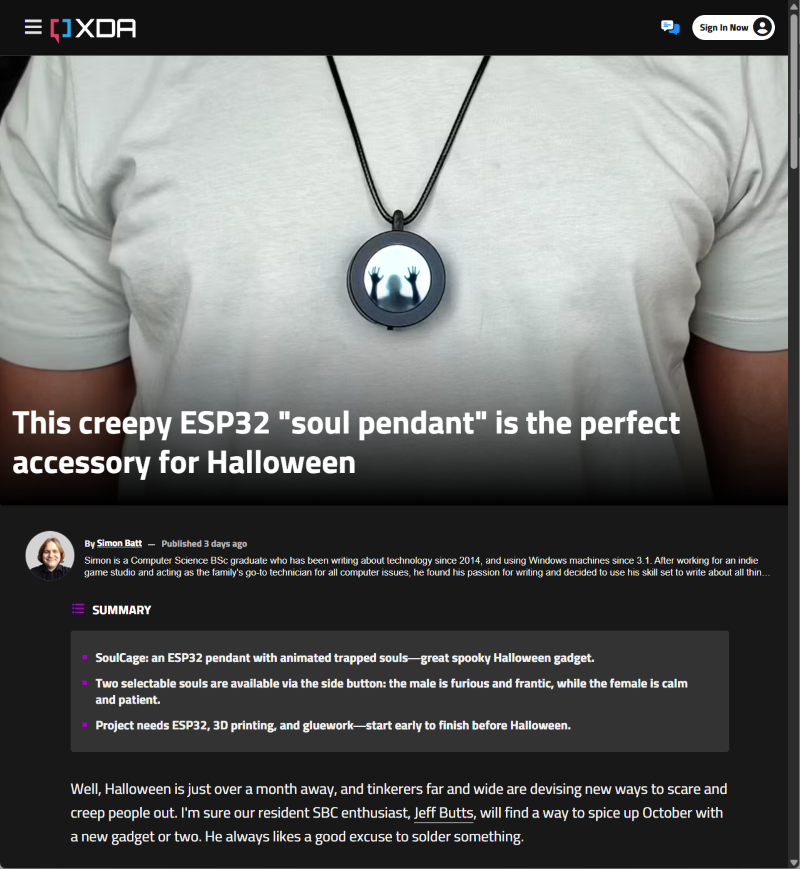 XDA
Sign In Now
This creepy ESP32 "soul pendant" is the perfect
accessory for Halloween
By Simon Batt — Published 3 days ago
Simon is a Computer Science BSc graduate who has been writing about technology since 2014, and using Windows machines since 3.1. After working for an indie
game studio and acting as the family's go-to technician for all computer issues, he found his passion for writing and decided to use his skill set to write about all thin...
SUMMARY
SoulCage: an ESP32 pendant with animated trapped souls—great spooky Halloween gadget.
Two selectable souls are available via the side button: the male is furious and frantic, while the female is calm
and patient.
Project needs ESP32, 3D printing, and gluework—start early to finish before Halloween.
Well, Halloween is just over a month away, and tinkerers far and wide are devising new ways to scare and
creep people out. I'm sure our resident SBC enthusiast, Jeff Butts, will find a way to spice up October with
a new gadget or two. He always likes a good excuse to solder something.